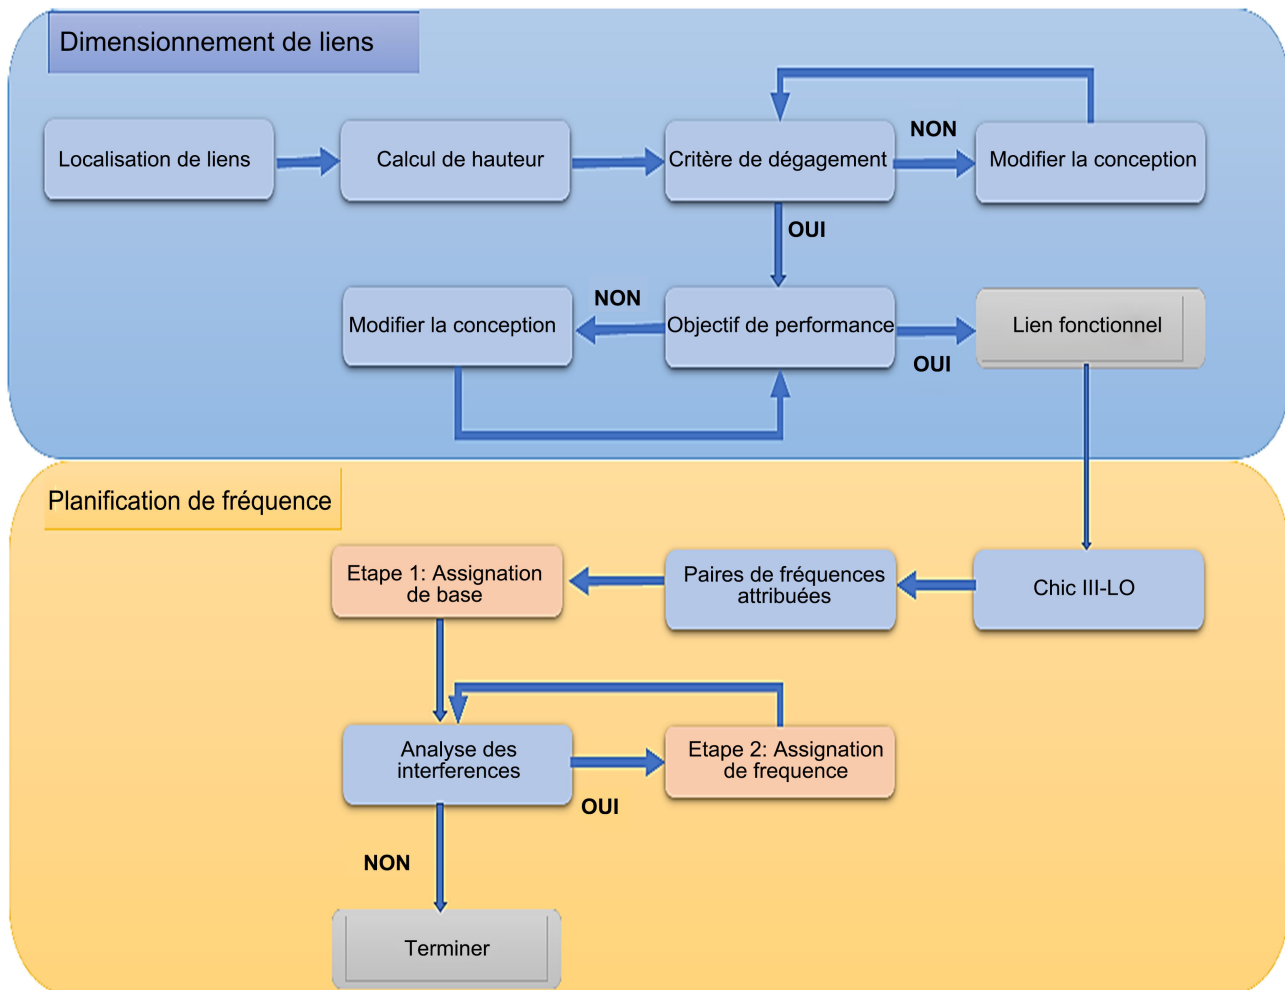 Dimensionnement de liens
Localisation de liens
Calcul de hauteur
Critère de dégagement
NON
Modifier la conception
OUI
Modifier la conception
NON
Objectif de performance
OUI
Lien fonctionnel
Planification de fréquence
Etape 1: Assignation
de base
Paires de fréquences
attribuées
Chic III-LO
Analyse des
interferences
OUI
Etape 2: Assignation
de frequence
NON
Terminer